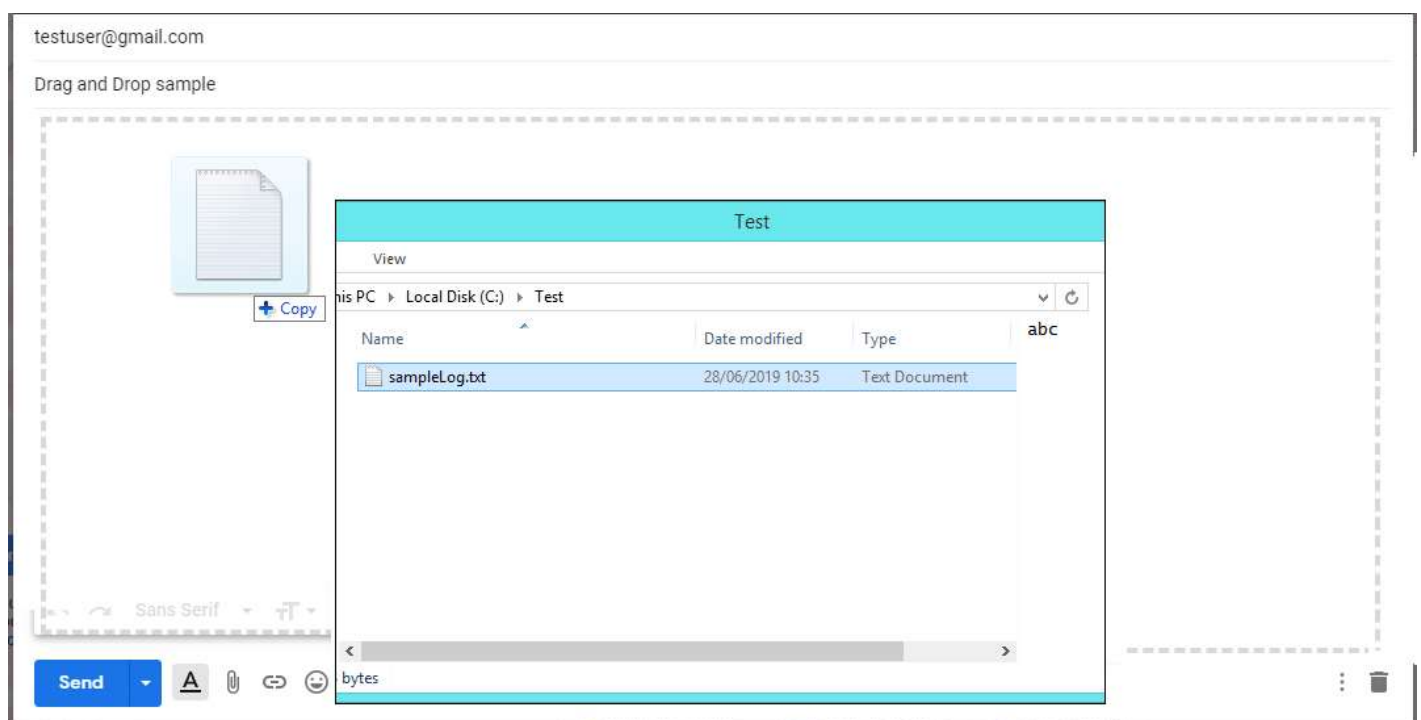 testuser@gmail.com
Drag and Drop sample
Test
View
his PC Local Disk (C:) Test
Copy
Name Date modified Type
abc
sampleLog.txt 28/06/2019 10:35 Text Document
Sans Serif
Send
bytes